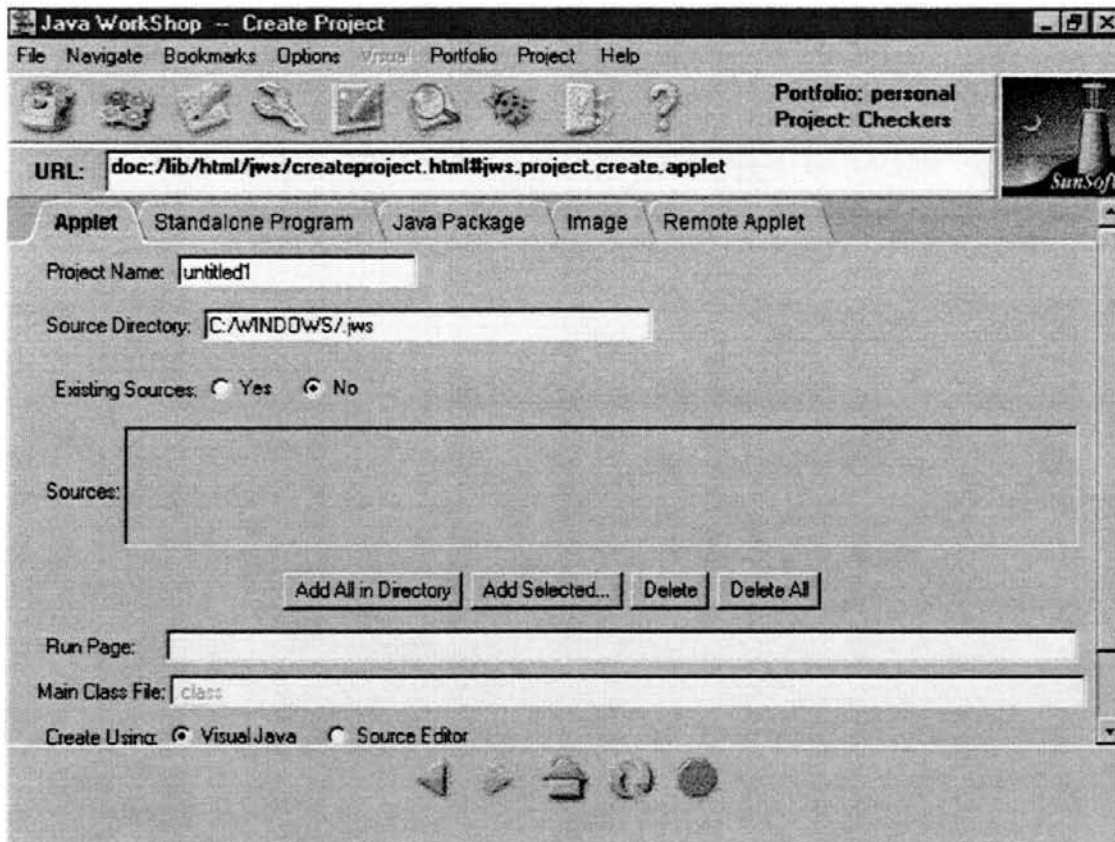 Java WorkShop -- Create Project
File Navigate Bookmarks Options Visual Portfolio Project Help
Portfolio: personal
Project: Checkers
URL: doc:/lib/html/jws/createproject.html#jws.project.create.applet
SunSoft
Applet Standalone Program Java Package Image Remote Applet
Project Name: untitled1
Source Directory: C:/WINDOWS/.jws
Existing Sources: Yes No
Sources:
Add All in Directory Add Selected... Delete Delete All
Run Page:
Main Class File: .class
Create Using: Visual Java Source Editor